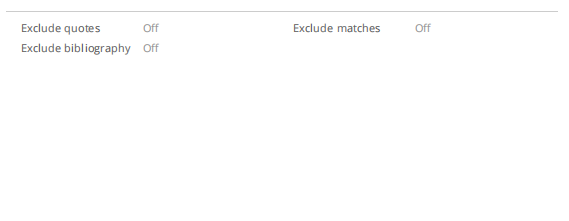 Exclude quotes Off Exclude matches Off
Exclude bibliography Off